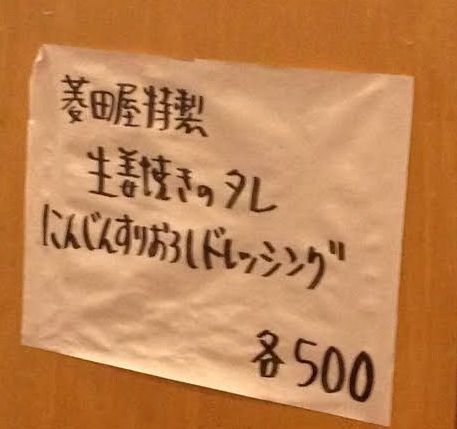 菱田屋特製
生姜焼きのタレ
にんじんすりおろしドレッシング
各500